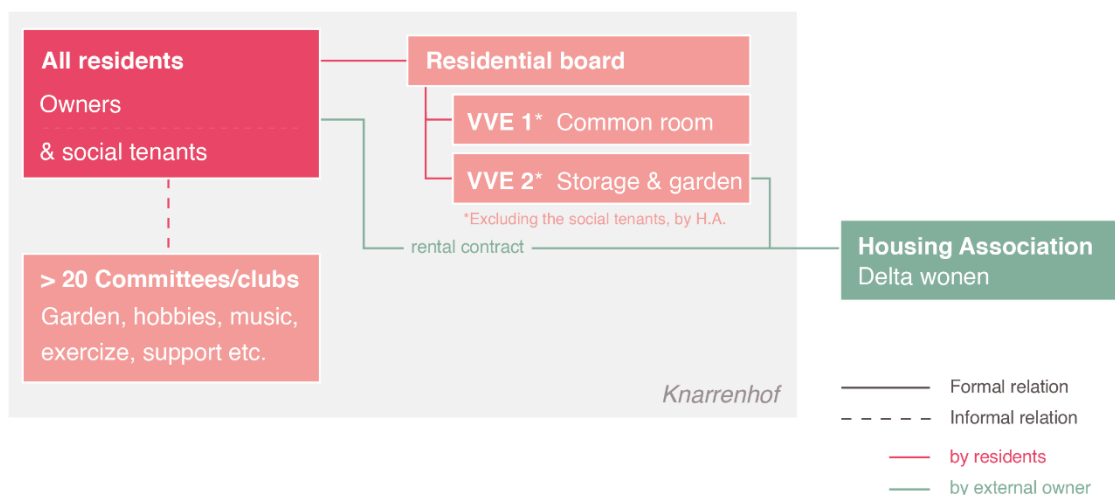 All residents
Owners
& social tenants
Residential board
VVE 1* Common room
VVE 2* Storage & garden
*Excluding the social tenants, by H.A.
rental contract
Housing Association
Delta wonen
> 20 Committees/clubs
Garden, hobbies, music,
exercize, support etc.
Knarrenhof
Formal relation
Informal relation
by residents
by external owner